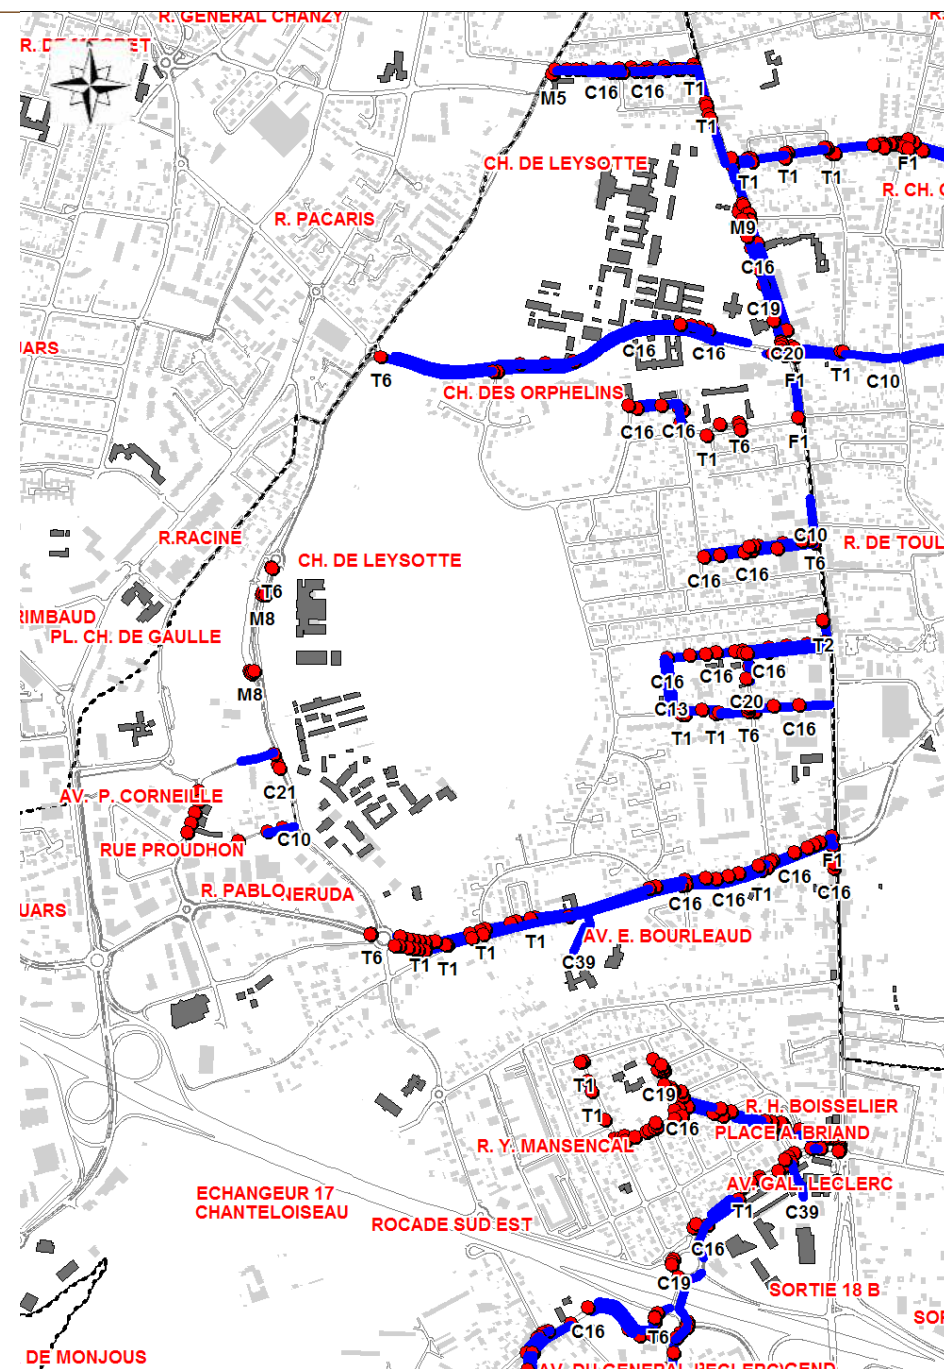 R. GENERAL CHANZY
M5
C16
C16
T1
T1
CH. DE LEYSOTTE
T1
T1
T1
F1
R. PACARIS
M9
C16
C19
C16
C16
C20
T6
T1
C10
CH. DES ORPHELINS
F1
C16
C16
T1
T6
F1
R.RACINE
C10
CH. DE LEYSOTTE
T6
C16
C16
T6
M8
PL. CH. DE GAULLE
T2
C16
C16
C16
M8
C20
C13
T1
T1
T6
C16
C21
AV. P. CORNEILLE
C10
RUE PROUDHON
F1
C16
T1
C16
C16
C16
R. PABLO NERUDA
AV. E. BOURLEAUD
T1
T1
T1
T1
T6
C39
T1
C19
T1
C16
R. H. BOISSELIER
PLACE A. BRIAND
R. Y. MANSENCAL
AV. GAL. LECLERC
ECHANGEUR 17
CHANTELOISEAU
T1
C39
ROCADE SUD EST
C16
C19
SORTIE 18 B
C16
T6
DE MONJOUS